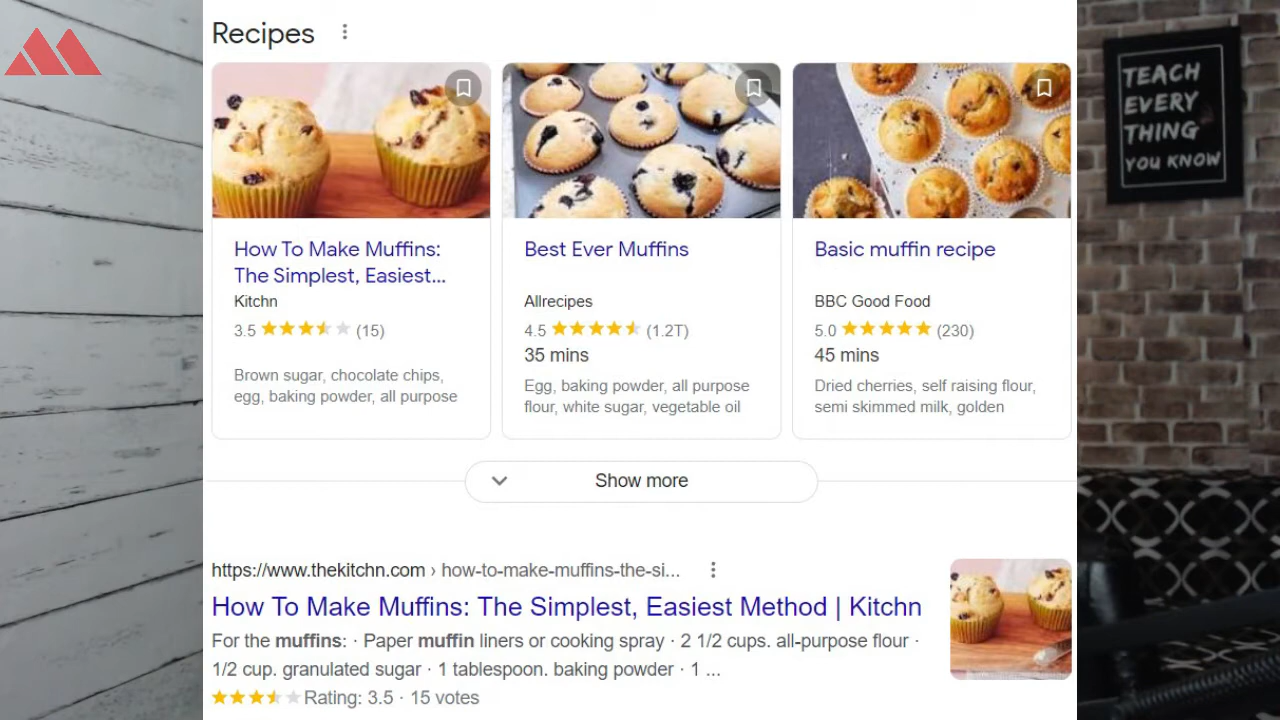 Recipes
TEACH
EVERY
THING
YOU KNOW
How To Make Muffins:
The Simplest, Easiest...
Kitchn
3.5 (15)
Brown sugar, chocolate chips,
egg, baking powder, all purpose
Best Ever Muffins
Allrecipes
4.5 (1.2T)
35 mins
Egg, baking powder, all purpose
flour, white sugar, vegetable oil
Basic muffin recipe
BBC Good Food
5.0 (230)
45 mins
Dried cherries, self raising flour,
semi skimmed milk, golden
Show more
https://www.thekitchn.com › how-to-make-muffins-the-si...
How To Make Muffins: The Simplest, Easiest Method | Kitchn
For the muffins: · Paper muffin liners or cooking spray · 2 1/2 cups. all-purpose flour ·
1/2 cup. granulated sugar · 1 tablespoon. baking powder · 1 ...
Rating: 3.5 · 15 votes